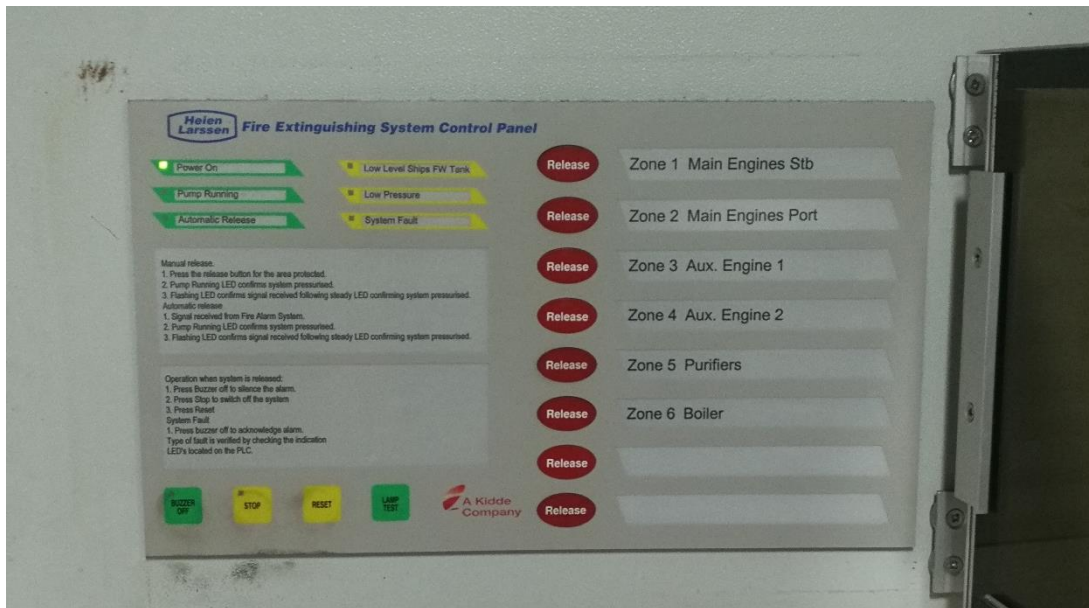 Heien
Larssen
Fire Extinguishing System Control Panel
Power On
Low Level Ships FW Tank
Pump Running
Low Pressure
Automatic Release
System Fault
Manual release.
1. Press the release button for the area protected.
2. Pump Running LED confirms system pressurised.
3. Flashing LED confirms signal received following steady LED confirming system pressurised.
Automatic release
1. Signal received from Fire Alarm System.
2. Pump Running LED confirms system pressurised.
3. Flashing LED confirms signal received following steady LED confirming system pressurised.
Operation when system is released:
1. Press Buzzer off to silence the alarm.
2. Press Stop to switch off the system
3. Press Reset
System Fault
1. Press buzzer off to acknowledge alarm.
Type of fault is verified by checking the indication
LED's located on the PLC.
BUZZER
OFF
STOP
RESET
LAMP
TEST
A Kidde
Company
Release Zone 1 Main Engines Stb
Release Zone 2 Main Engines Port
Release Zone 3 Aux. Engine 1
Release Zone 4 Aux. Engine 2
Release Zone 5 Purifiers
Release Zone 6 Boiler
Release
Release